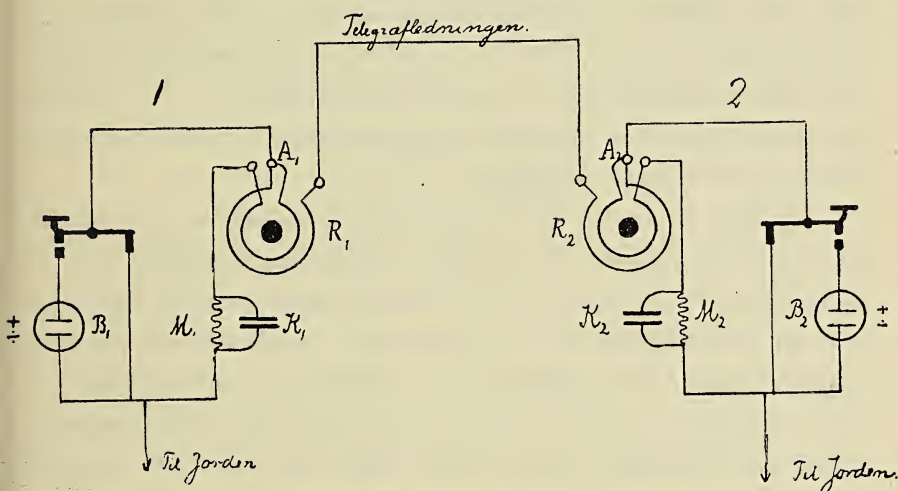 Telegrafledningen.
1
2
A₁
A₂
R₁
R₂
+
÷
B₁
M₁
K₁
K₂
M₂
B₂
+
÷
Til Jorden
Til Jorden.